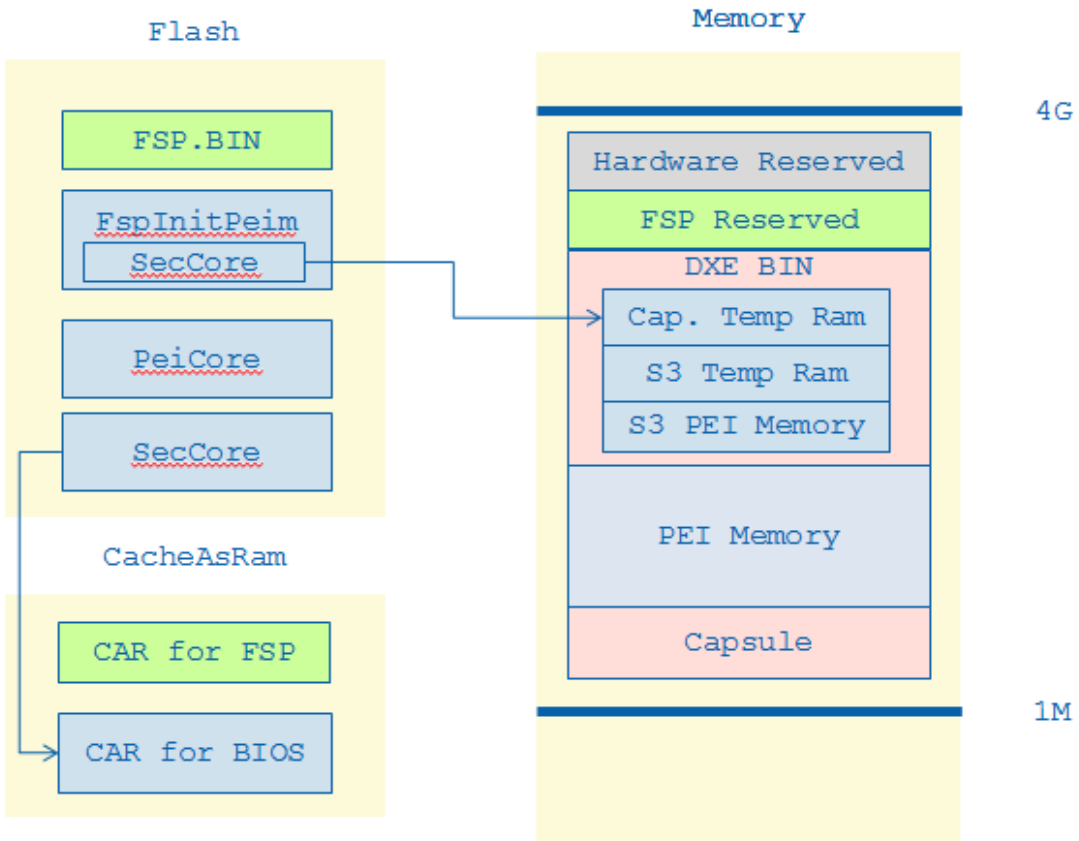 Flash
FSP.BIN
FspInitPeim
SecCore
PeiCore
SecCore
CacheAsRam
CAR for FSP
CAR for BIOS
Memory
4G
Hardware Reserved
FSP Reserved
DXE BIN
Cap. Temp Ram
S3 Temp Ram
S3 PEI Memory
PEI Memory
Capsule
1M